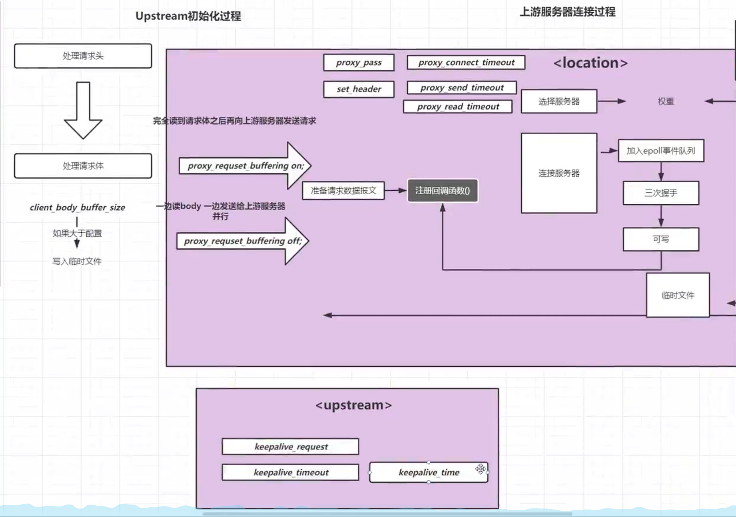 Upstream初始化过程
上游服务器连接过程
处理请求头
处理请求体
client_body_buffer_size
如果大于配置
写入临时文件
<location>
proxy_pass
proxy_connect_timeout
set_header
proxy_send_timeout
proxy_read_timeout
选择服务器
权重
完全读到请求体之后再向上游服务器发送请求
proxy_requset_buffering on;
准备请求数据报文
注册回调函数()
一边读body 一边发送给上游服务器
并行
proxy_requset_buffering off;
连接服务器
加入epoll事件队列
三次握手
可写
临时文件
<upstream>
keepalive_request
keepalive_timeout
keepalive_time